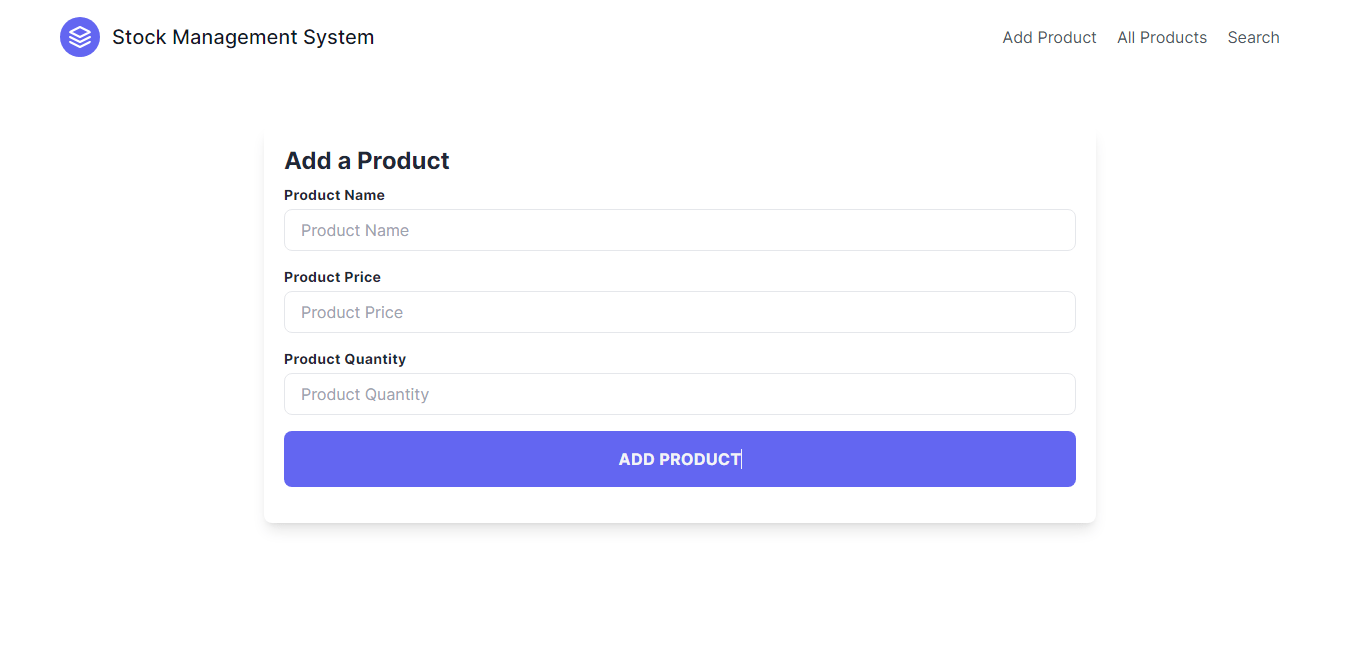 Stock Management System
Add Product
All Products
Search
Add a Product
Product Name
Product Name
Product Price
Product Price
Product Quantity
Product Quantity
ADD PRODUCT